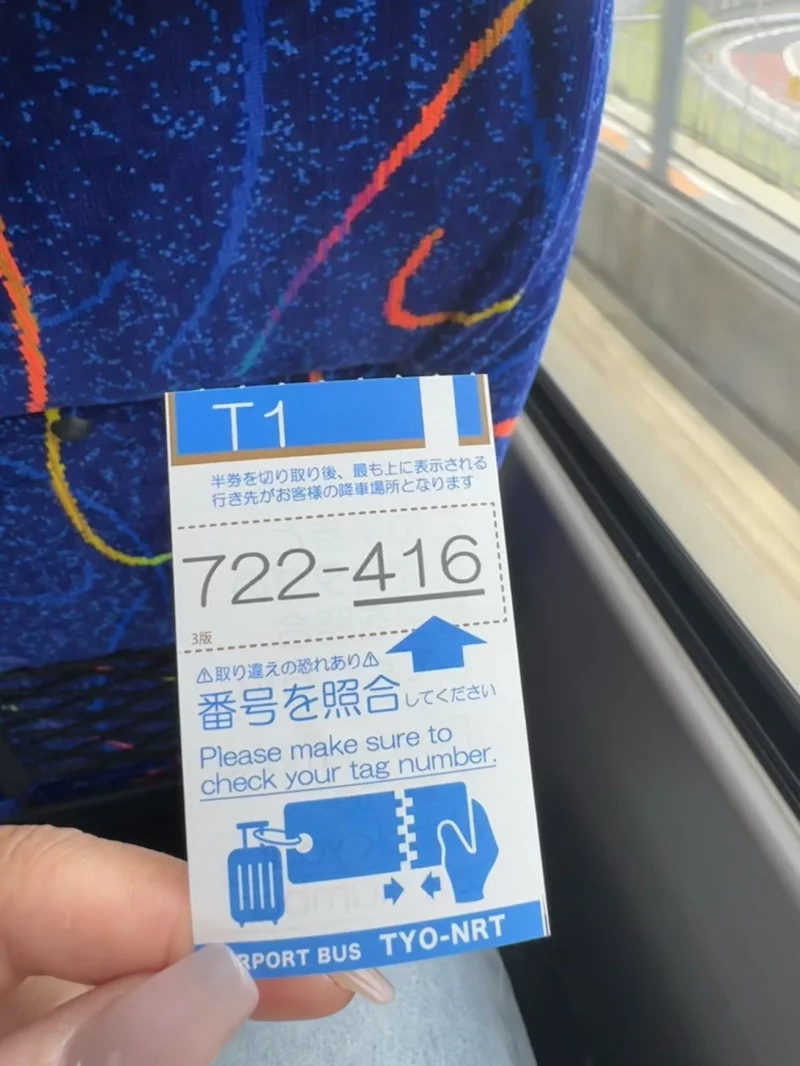 T1
半券を切り取り後、最も上に表示される
行き先がお客様の降車場所となります
722-416
3版
⚠取り違えの恐れあり⚠
番号を照合してください
Please make sure to
check your tag number.
RPORT BUS TYO-NRT